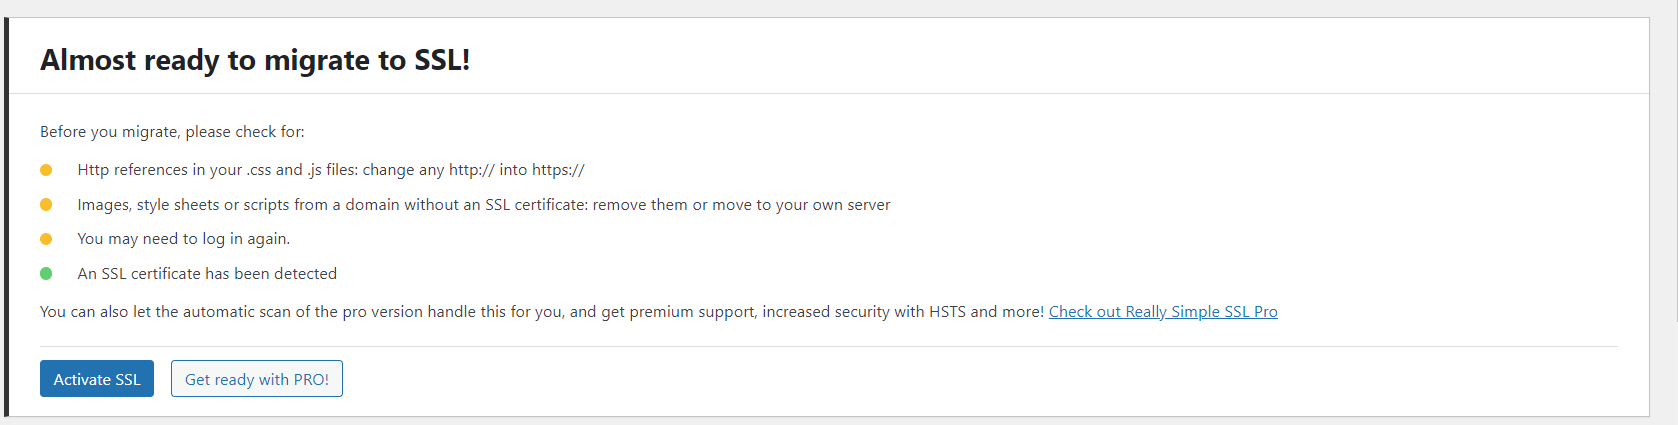 Almost ready to migrate to SSL!
Before you migrate, please check for:
Http references in your .css and .js files: change any http:// into https://
Images, style sheets or scripts from a domain without an SSL certificate: remove them or move to your own server
You may need to log in again.
An SSL certificate has been detected
You can also let the automatic scan of the pro version handle this for you, and get premium support, increased security with HSTS and more! Check out Really Simple SSL Pro
Activate SSL
Get ready with PRO!